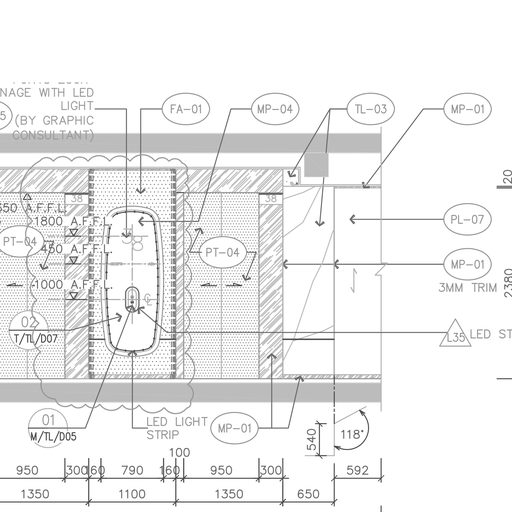 NAGE WITH LED
LIGHT
(BY GRAPHIC
CONSULTANT)
FA-01
MP-04
TL-03
MP-01
38
38
A.F.F.L.
1800 A.F.F.L
PT-04
450 A.F.F.L
PT-04
PL-07
MP-01
3MM TRIM
1000 A.F.F.L
02
T/TL/D07
L35
LED ST
01
M/TL/D05
LED LIGHT
STRIP
MP-01
540
118°
20
2380
100
950
300
160
790
160
950
300
592
1350
1100
1350
650